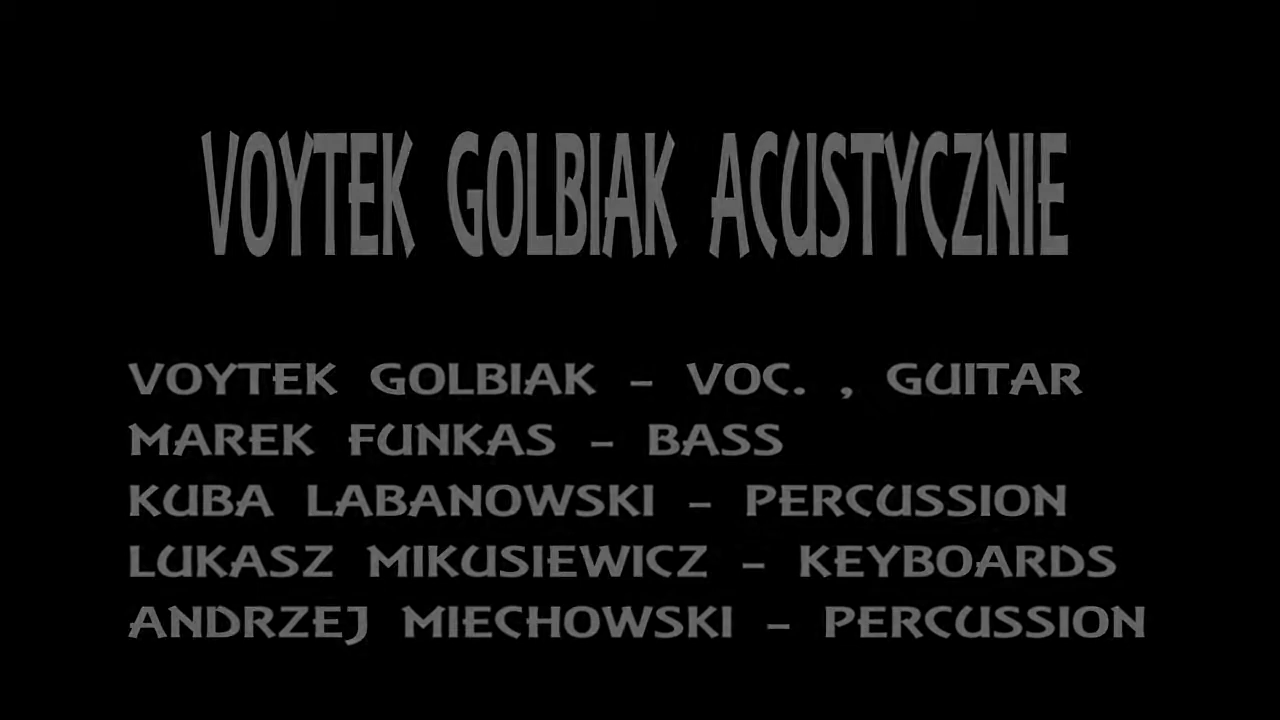 VOYTEK GOLBIAK ACUSTYCZNIE
VOYTEK GOLBIAK - VOC. , GUITAR
MAREK FUNKAS - BASS
KUBA LABANOWSKI - PERCUSSION
LUKASZ MIKUSIEWICZ - KEYBOARDS
ANDRZEJ MIECHOWSKI - PERCUSSION